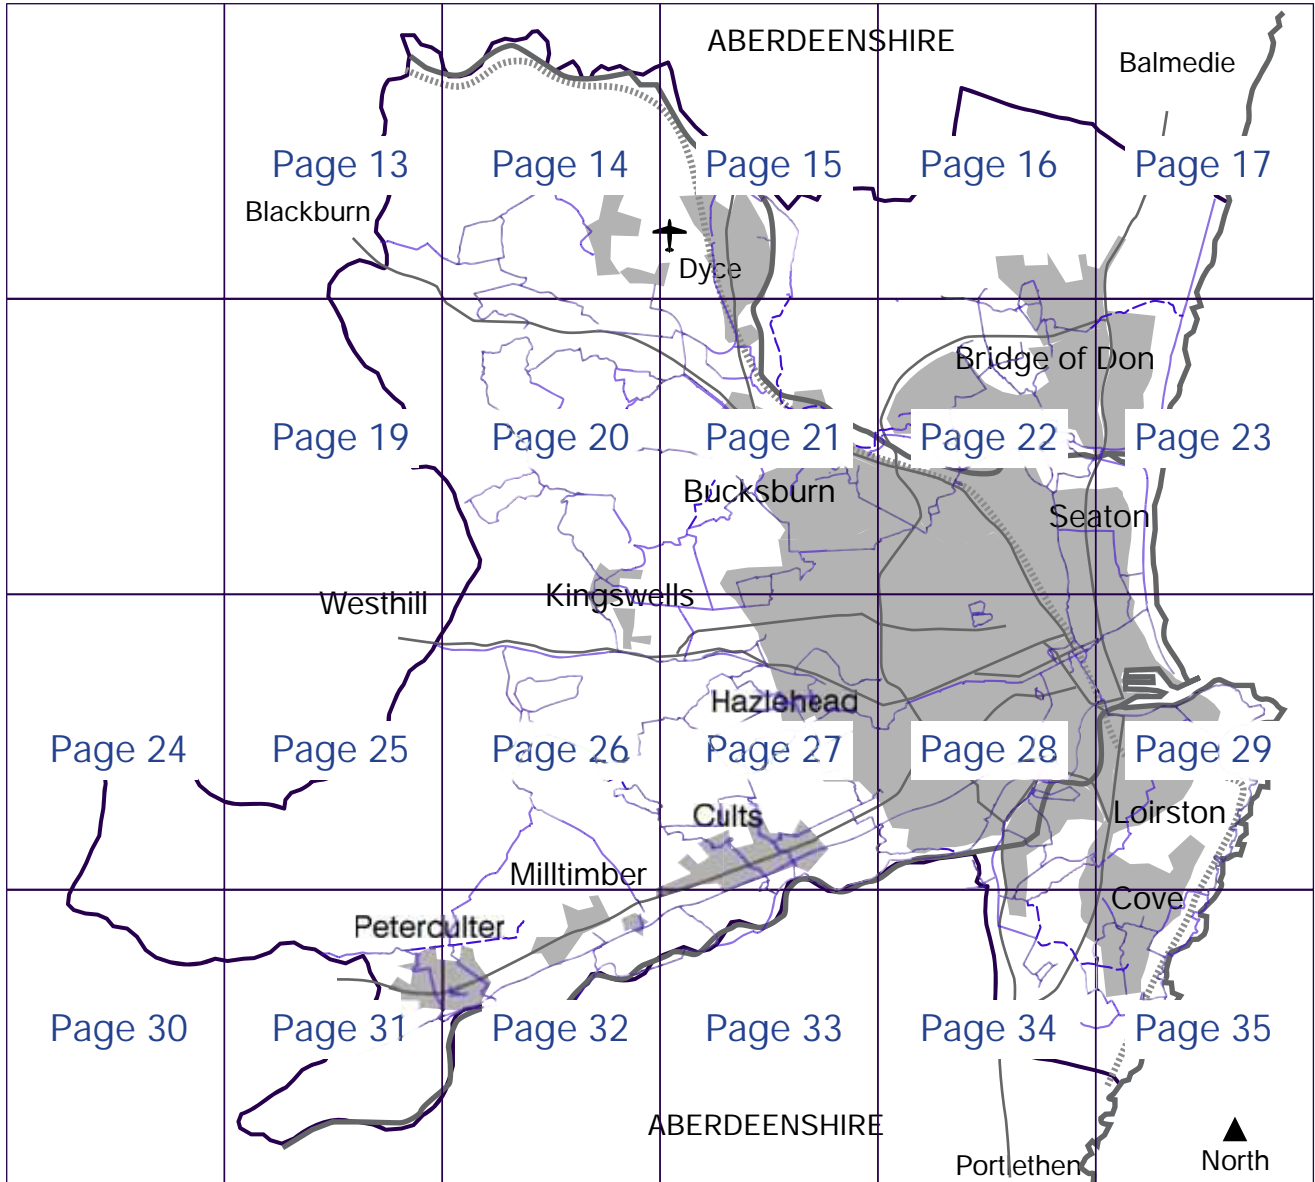 ABERDEENSHIRE
Balmedie
Page 13
Page 14
Page 15
Page 16
Page 17
Blackburn
Dyce
Bridge of Don
Page 19
Page 20
Page 21
Page 22
Page 23
Bucksburn
Seaton
Westhill
Kingswells
Hazlehead
Page 24
Page 25
Page 26
Page 27
Page 28
Page 29
Cults
Loirston
Milltimber
Cove
Peterculter
Page 30
Page 31
Page 32
Page 33
Page 34
Page 35
ABERDEENSHIRE
Portlethen
North